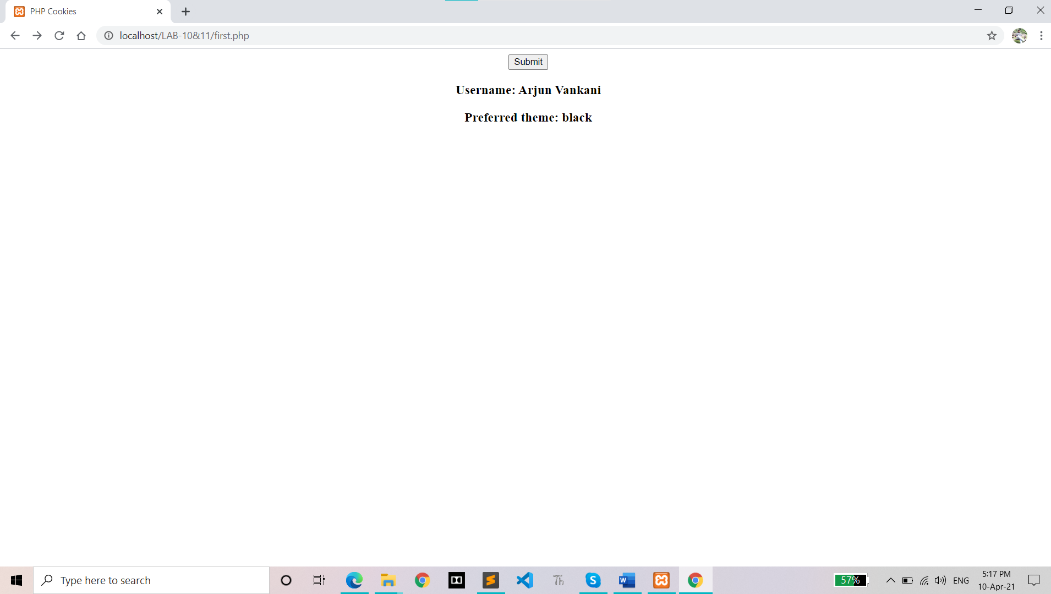 PHP Cookies
localhost/LAB-10&11/first.php
Submit
Username: Arjun Vankani
Preferred theme: black
Type here to search
57%
ENG
5:17 PM
10-Apr-21